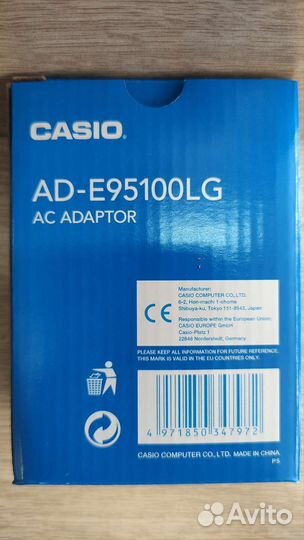 CASIO®
AD-E95100LG
AC ADAPTOR
Manufacturer:
CASIO COMPUTER CO.,LTD.
6-2, Hon-machi 1-chome
Shibuya-ku, Tokyo 151-8543, Japan
CE
Responsible within the European Union:
CASIO EUROPE GmbH
Casio-Platz 1
22848 Norderstedt, Germany
PLEASE KEEP ALL INFORMATION FOR FUTURE REFERENCE.
THIS MARK IS VALID IN THE EU COUNTRIES ONLY.
4 971850 347972
CASIO COMPUTER CO., LTD. MADE IN CHINA
PS
Avito